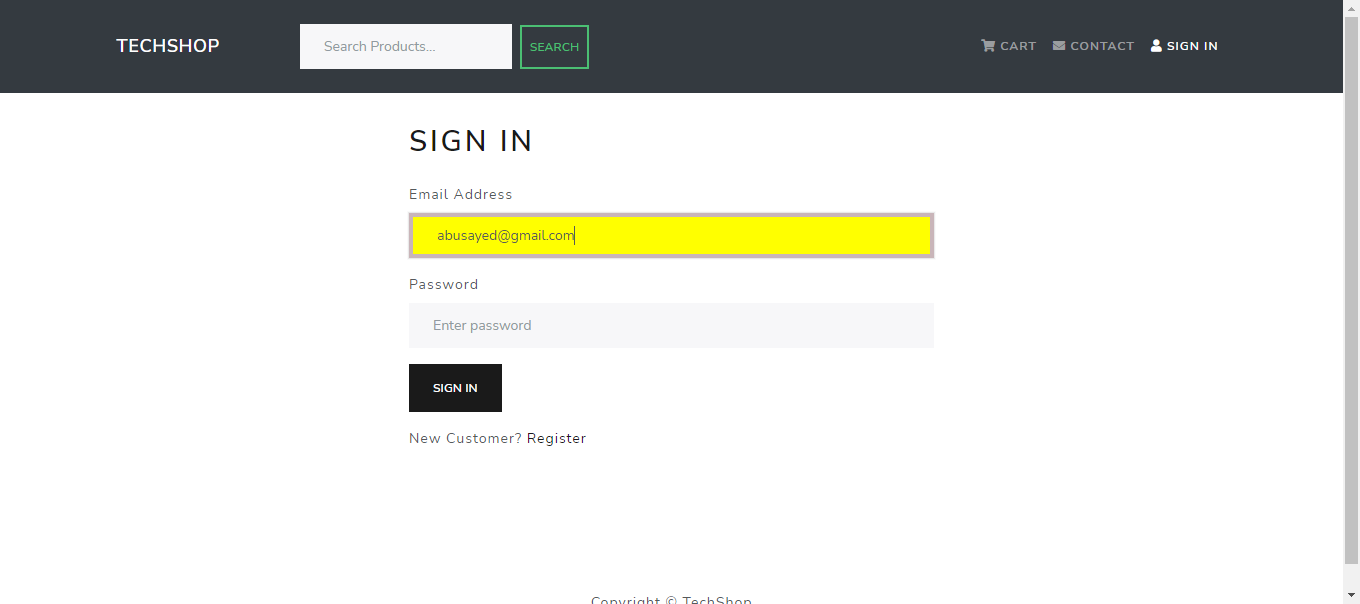 TECHSHOP
Search Products...
SEARCH
CART
CONTACT
SIGN IN
SIGN IN
Email Address
abusayed@gmail.com
Password
Enter password
SIGN IN
New Customer? Register
Copyright © TechShop